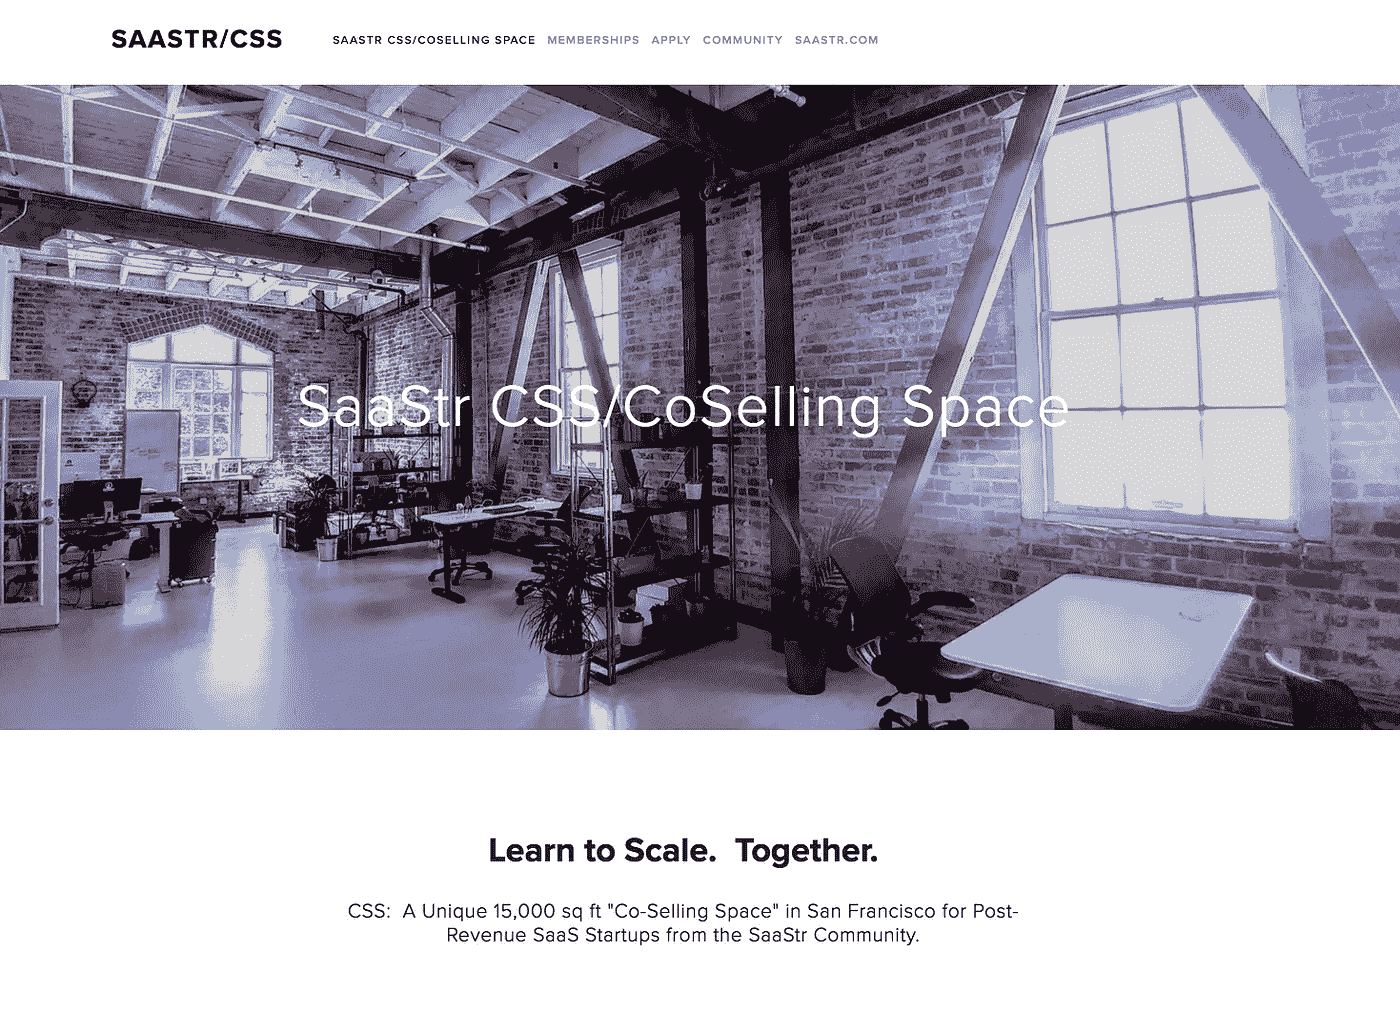 SAASTR/CSS
SAASTR CSS/COSELLING SPACE MEMBERSHIPS APPLY COMMUNITY SAASTR.COM
SaaStr CSS/CoSelling Space
Learn to Scale.  Together.
CSS:  A Unique 15,000 sq ft "Co-Selling Space" in San Francisco for Post-
Revenue SaaS Startups from the SaaStr Community.